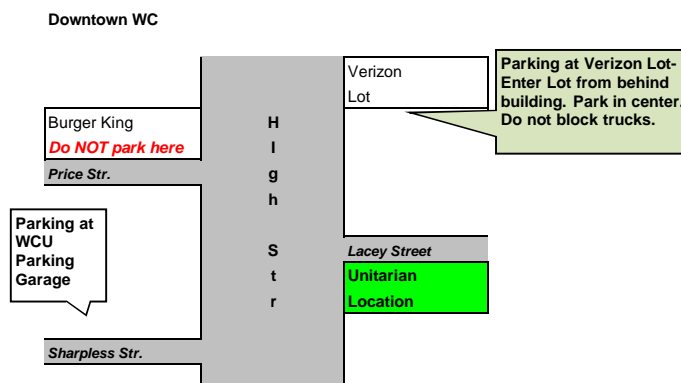 Downtown WC
Verizon
Lot
Parking at Verizon Lot-
Enter Lot from behind
building. Park in center.
Do not block trucks.
Burger King
Do NOT park here
Price Str.
H
I
g
h
S
t
r
Parking at
WCU
Parking
Garage
Lacey Street
Unitarian
Location
Sharpless Str.